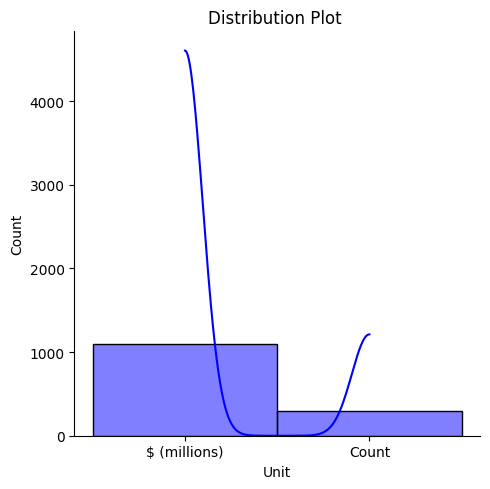 Distribution Plot
Count
4000
3000
2000
1000
0
$ (millions)
Count
Unit